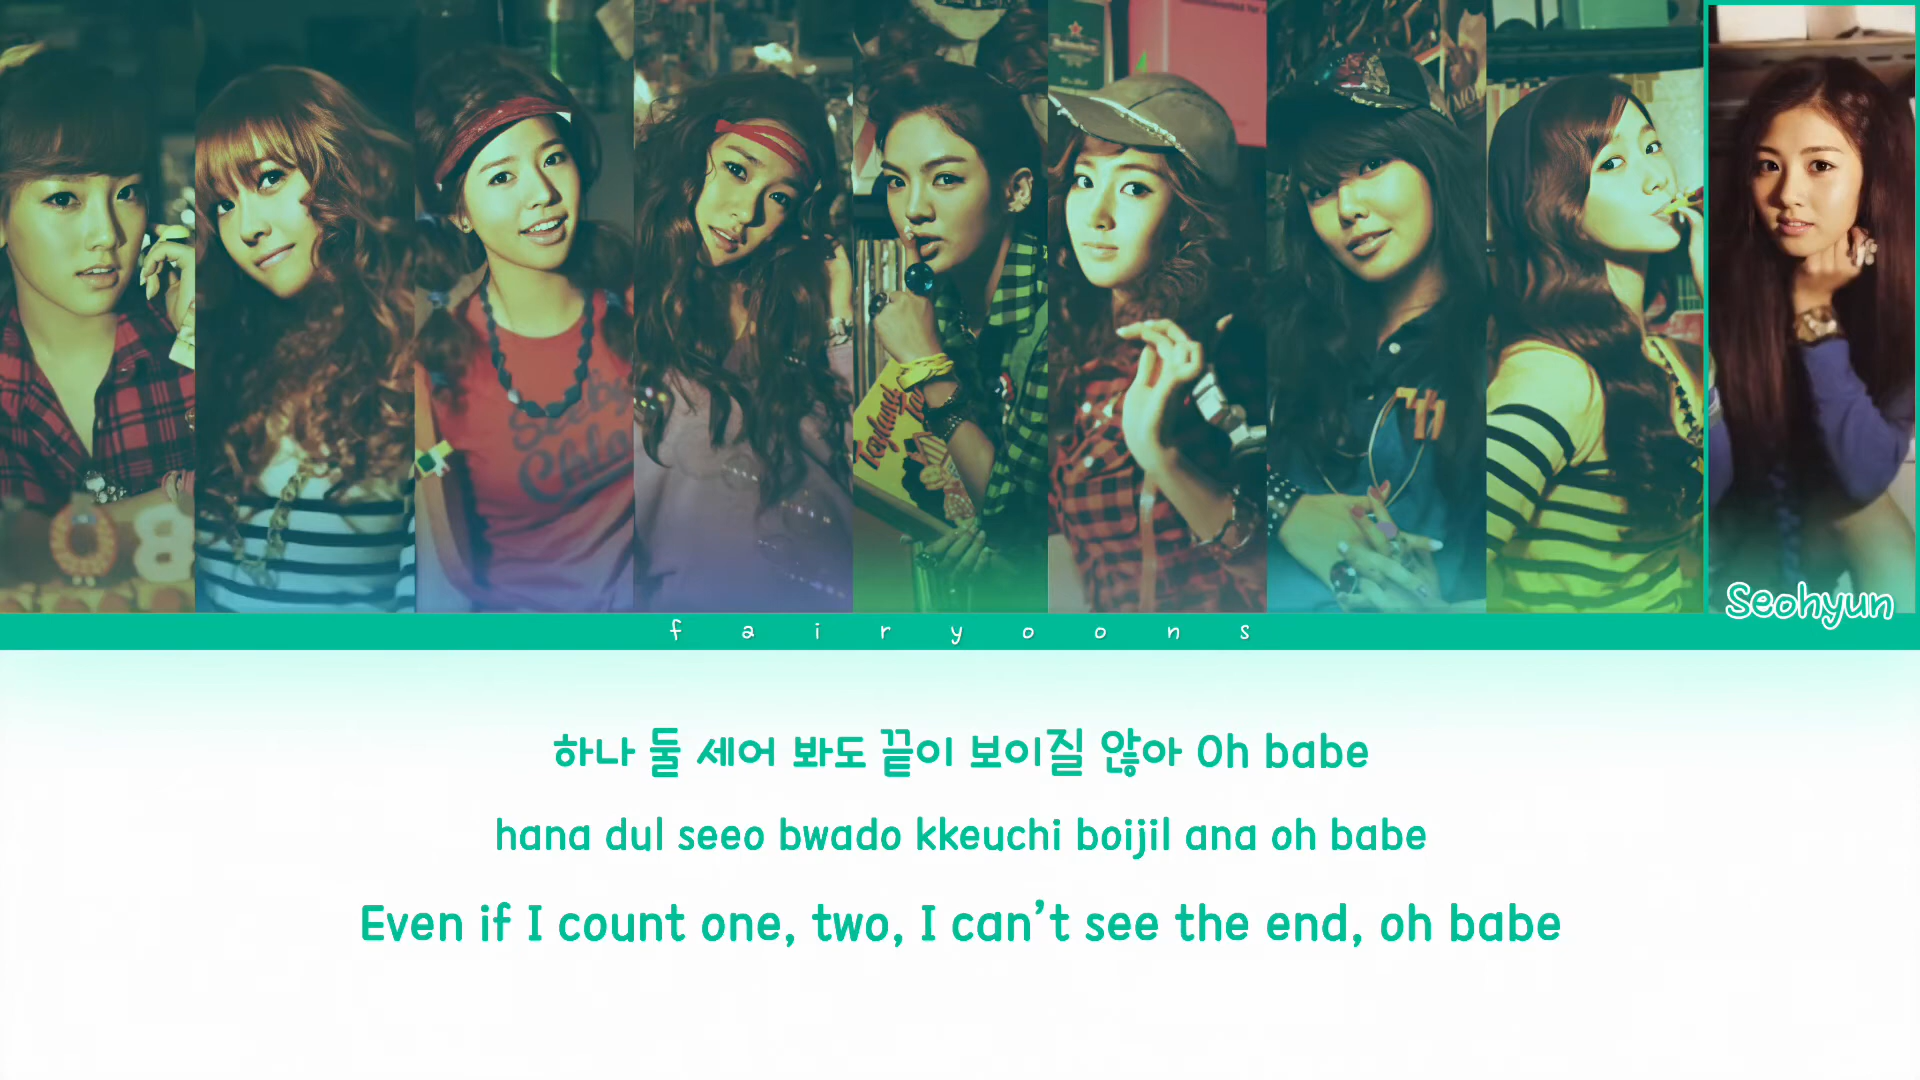 Seohyun
f a i r y o o n s
하나 둘 세어 봐도 끝이 보이질 않아 Oh babe
hana dul seeo bwado kkeuchi boijil ana oh babe
Even if I count one, two, I can't see the end, oh babe